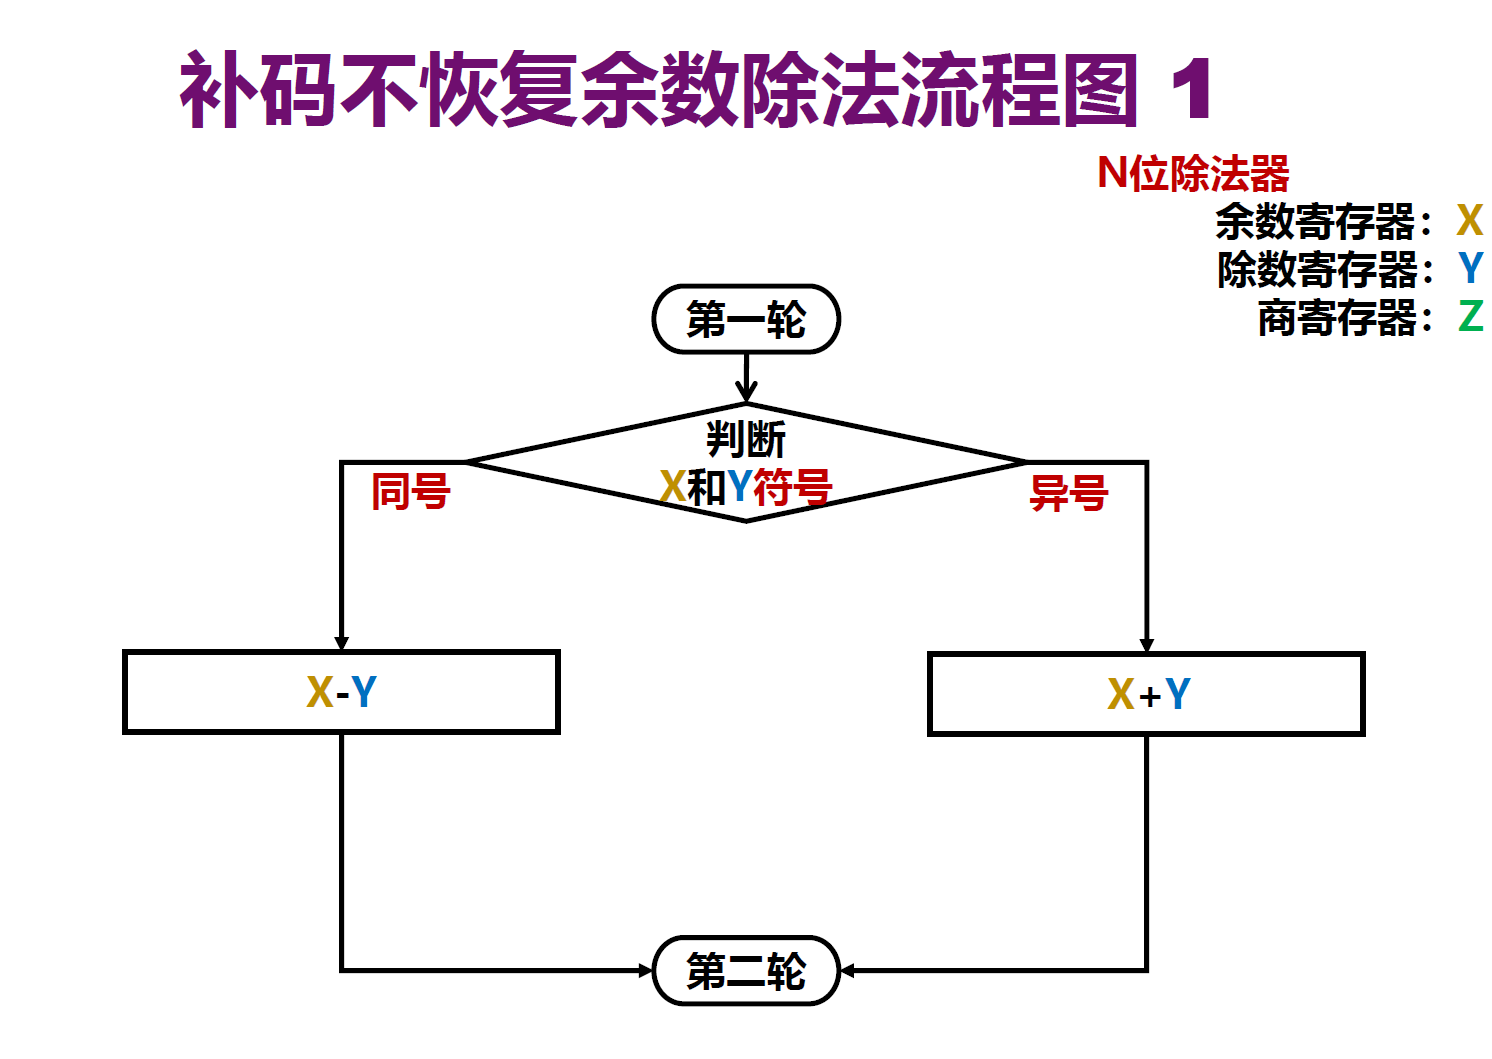 补码不恢复余数除法流程图 1
N位除法器
余数寄存器：X
除数寄存器：Y
商寄存器：Z
第一轮
判断
X和Y符号
同号
异号
X-Y
X+Y
第二轮